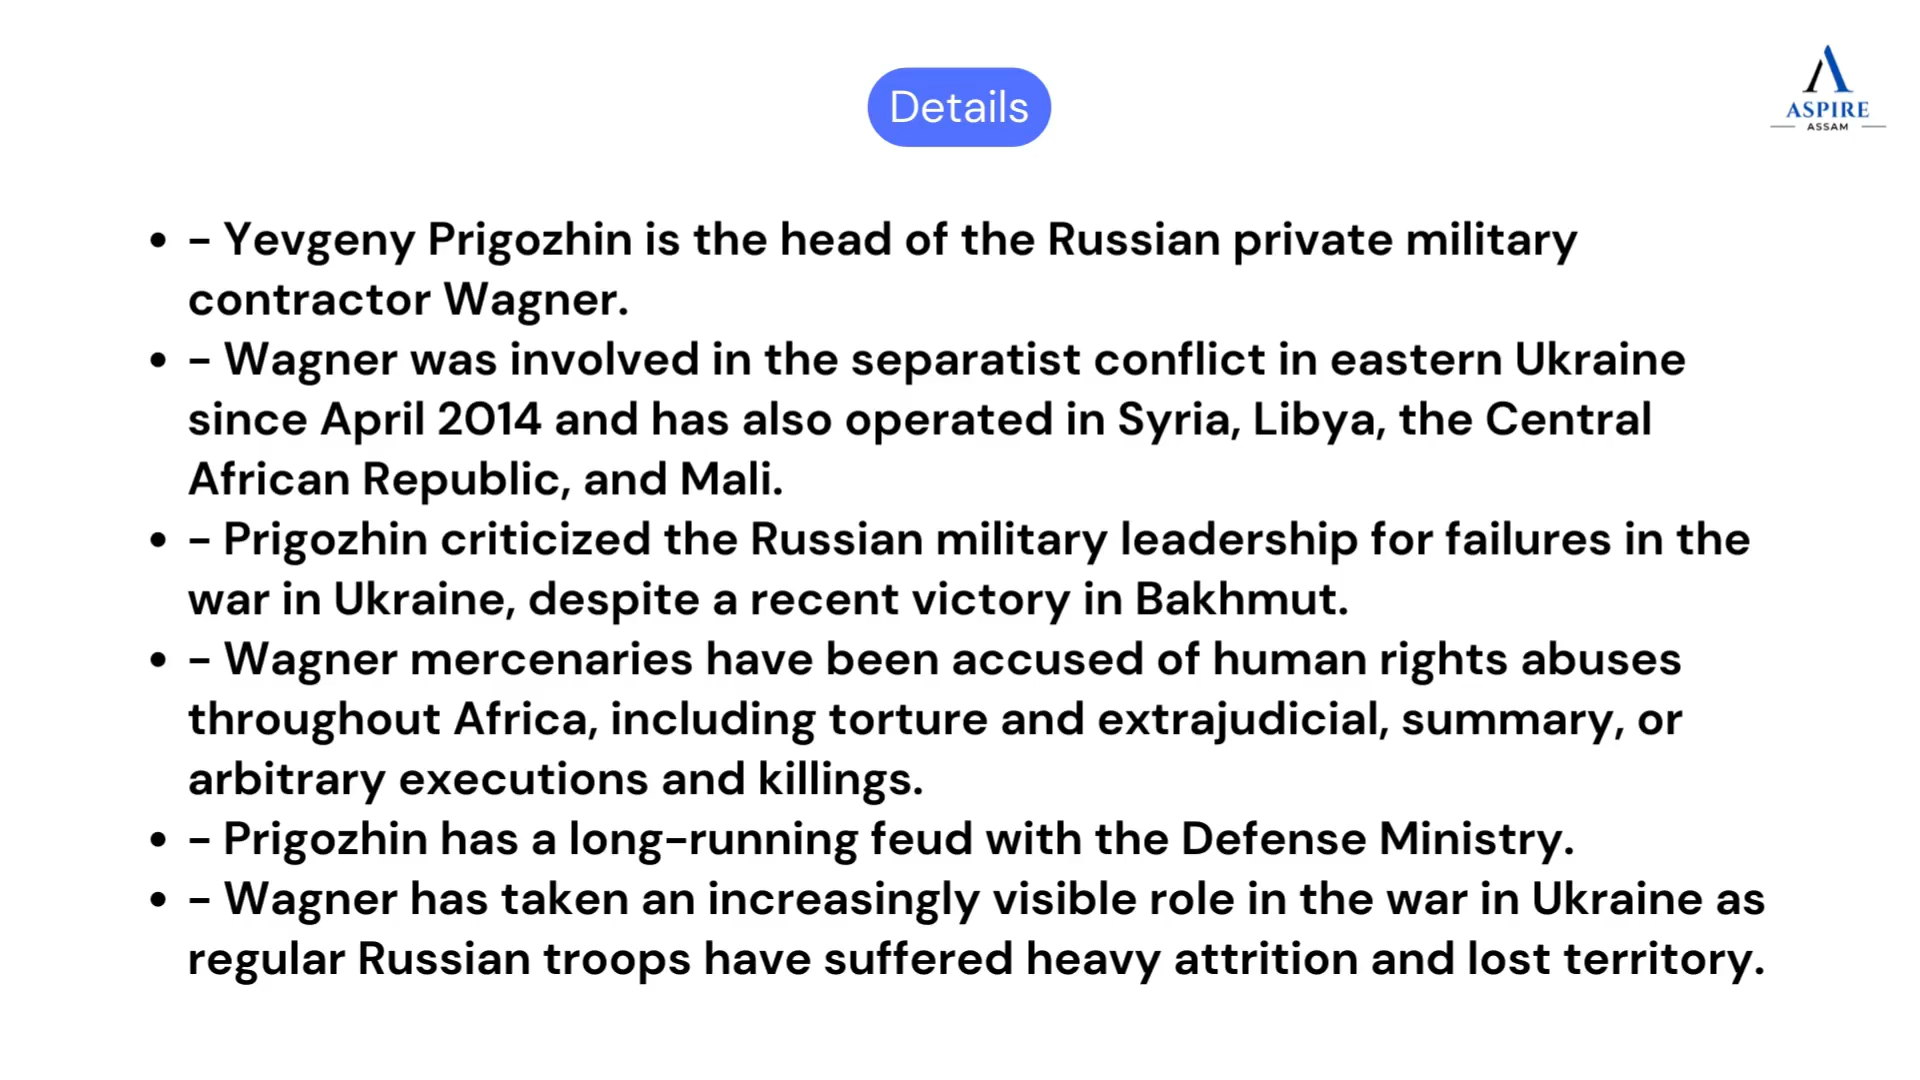 Details
ASPIRE
ASSAM
• – Yevgeny Prigozhin is the head of the Russian private military
contractor Wagner.
• – Wagner was involved in the separatist conflict in eastern Ukraine
since April 2014 and has also operated in Syria, Libya, the Central
African Republic, and Mali.
• – Prigozhin criticized the Russian military leadership for failures in the
war in Ukraine, despite a recent victory in Bakhmut.
• – Wagner mercenaries have been accused of human rights abuses
throughout Africa, including torture and extrajudicial, summary, or
arbitrary executions and killings.
• – Prigozhin has a long-running feud with the Defense Ministry.
• – Wagner has taken an increasingly visible role in the war in Ukraine as
regular Russian troops have suffered heavy attrition and lost territory.